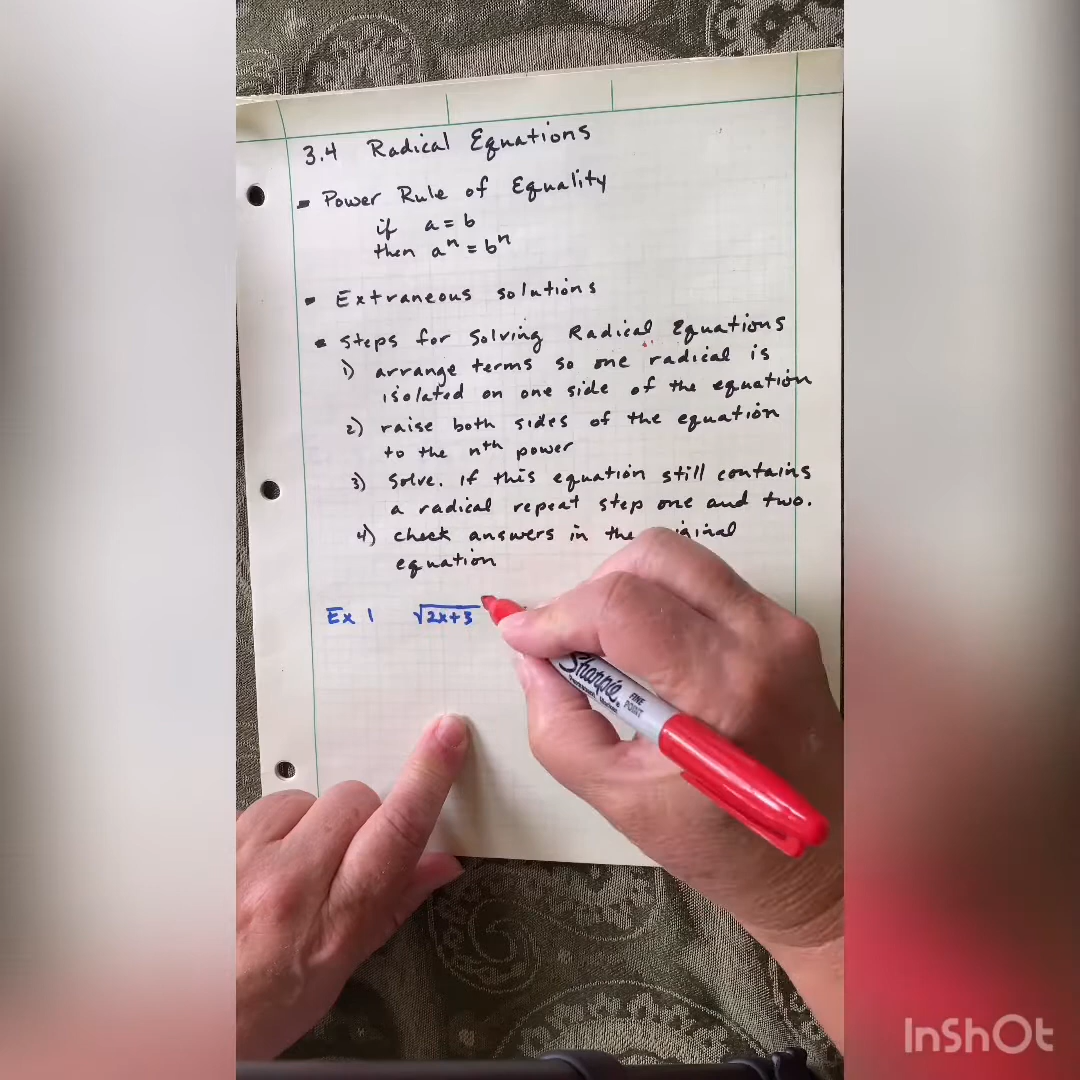 3.4 Radical Equations
- Power Rule of Equality
if a = b
then aⁿ = bⁿ
- Extraneous solutions
- Steps for Solving Radical Equations
1) arrange terms so one radical is
isolated on one side of the equation
2) raise both sides of the equation
to the nth power
3) Solve. If this equation still contains
a radical repeat step one and two.
4) check answers in the
equation
Ex 1 √2x+3
Sharpie
FINE
POINT
InShOt